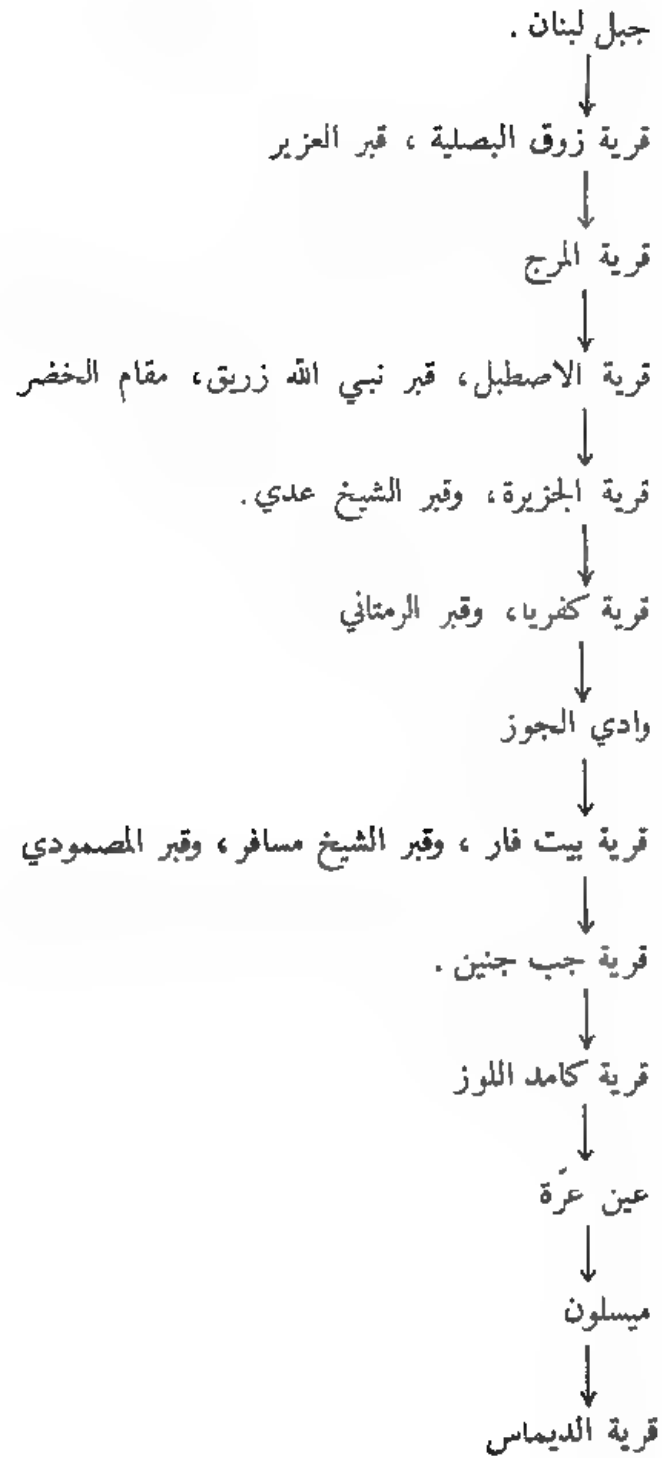 جبل لبنان .
قرية زوق البصلية ، قبر العزير
قرية المرج
قرية الاصطبل، قبر نبي الله زريق، مقام الخضر
قرية الجزيرة، وقبر الشيخ عدي.
قرية كفريا، وقبر الرمتاني
وادي الجوز
قرية بيت فار ، وقبر الشيخ مسافر، وقبر المصمودي
قرية جب جنين .
قرية كامد اللوز
عين عرّة
ميسلون
قرية الديماس